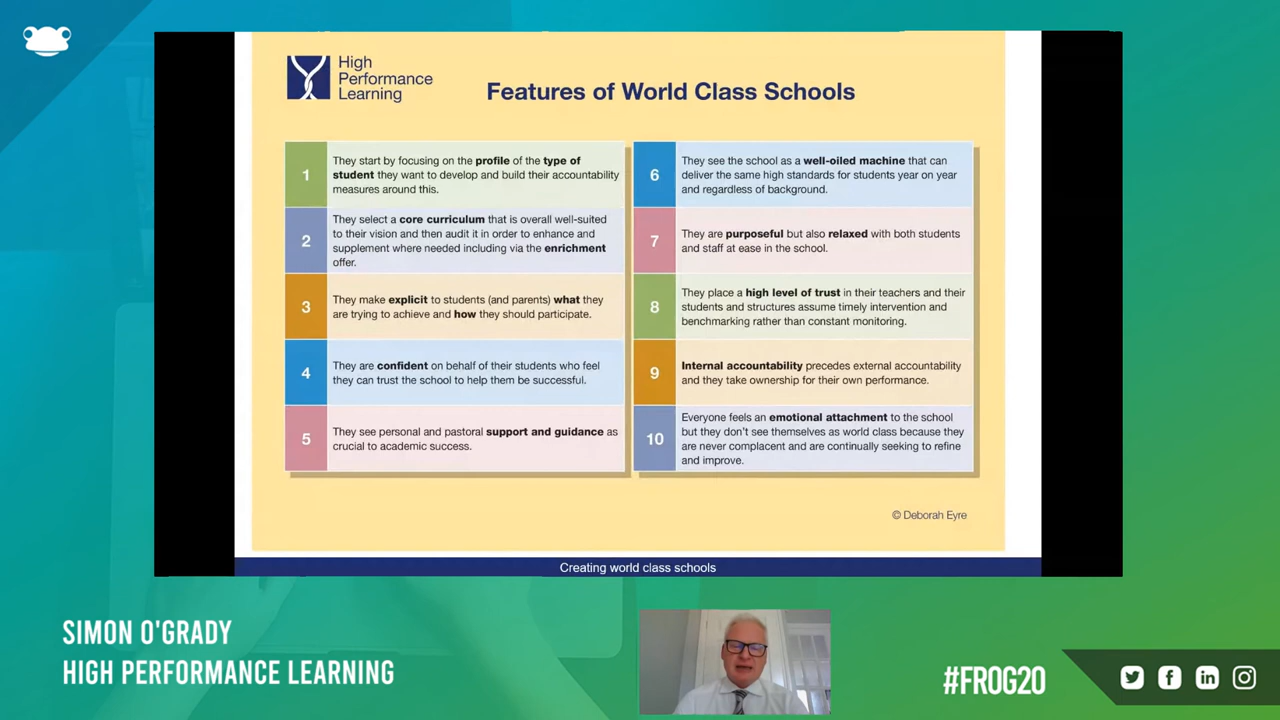 High
Performance
Learning
Features of World Class Schools
1
They start by focusing on the profile of the type of
student they want to develop and build their accountability
measures around this.
2
They select a core curriculum that is overall well-suited
to their vision and then audit it in order to enhance and
supplement where needed including via the enrichment
offer.
3
They make explicit to students (and parents) what they
are trying to achieve and how they should participate.
4
They are confident on behalf of their students who feel
they can trust the school to help them be successful.
5
They see personal and pastoral support and guidance as
crucial to academic success.
6
They see the school as a well-oiled machine that can
deliver the same high standards for students year on year
and regardless of background.
7
They are purposeful but also relaxed with both students
and staff at ease in the school.
8
They place a high level of trust in their teachers and their
students and structures assume timely intervention and
benchmarking rather than constant monitoring.
9
Internal accountability precedes external accountability
and they take ownership for their own performance.
10
Everyone feels an emotional attachment to the school
but they don't see themselves as world class because they
are never complacent and are continually seeking to refine
and improve.
© Deborah Eyre
Creating world class schools
SIMON O'GRADY
HIGH PERFORMANCE LEARNING
#FROG20